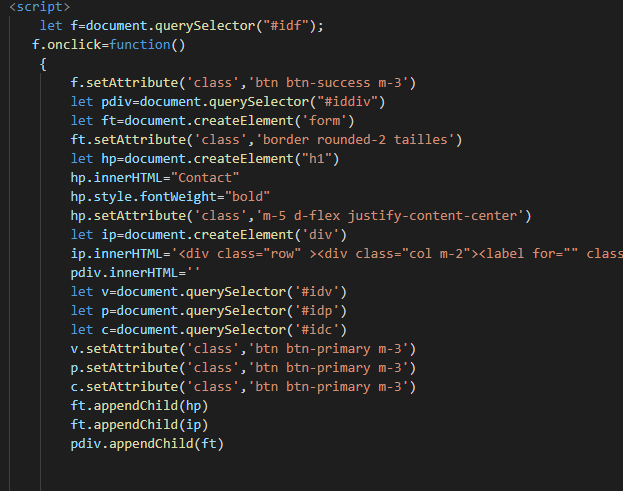 <script>
let f=document.querySelector("#idf");
f.onclick=function()
{
f.setAttribute('class','btn btn-success m-3')
let pdiv=document.querySelector("#iddiv")
let ft=document.createElement('form')
ft.setAttribute('class','border rounded-2 tailles')
let hp=document.createElement("h1")
hp.innerHTML="Contact"
hp.style.fontWeight="bold"
hp.setAttribute('class','m-5 d-flex justify-content-center')
let ip=document.createElement('div')
ip.innerHTML='<div class="row" ><div class="col m-2"><label for="" clas
pdiv.innerHTML=''
let v=document.querySelector('#idv')
let p=document.querySelector('#idp')
let c=document.querySelector('#idc')
v.setAttribute('class','btn btn-primary m-3')
p.setAttribute('class','btn btn-primary m-3')
c.setAttribute('class','btn btn-primary m-3')
ft.appendChild(hp)
ft.appendChild(ip)
pdiv.appendChild(ft)